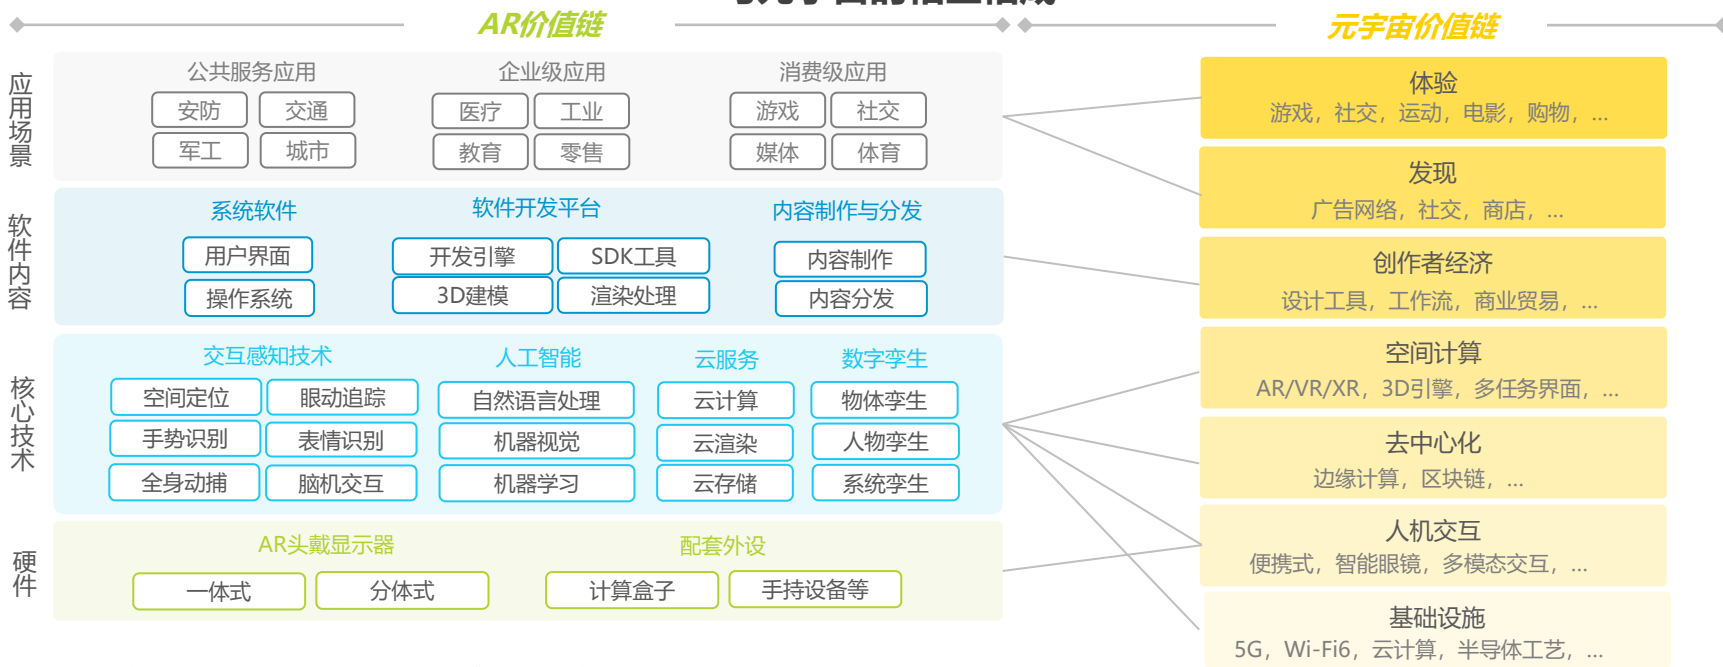 AR价值链
元宇宙价值链
应用场景
公共服务应用
企业级应用
消费级应用
安防
交通
医疗
工业
游戏
社交
军工
城市
教育
零售
媒体
体育
软件内容
系统软件
软件开发平台
内容制作与分发
用户界面
开发引擎
SDK工具
内容制作
操作系统
3D建模
渲染处理
内容分发
核心技术
交互感知技术
人工智能
云服务
数字孪生
空间定位
眼动追踪
自然语言处理
云计算
物体孪生
手势识别
表情识别
机器视觉
云渲染
人物孪生
全身动捕
脑机交互
机器学习
云存储
系统孪生
硬件
AR头戴显示器
配套外设
一体式
分体式
计算盒子
手持设备等
体验
游戏，社交，运动，电影，购物，...
发现
广告网络，社交，商店，...
创作者经济
设计工具，工作流，商业贸易，...
空间计算
AR/VR/XR，3D引擎，多任务界面，...
去中心化
边缘计算，区块链，...
人机交互
便携式，智能眼镜，多模态交互，...
基础设施
5G，Wi-Fi6，云计算，半导体工艺，...